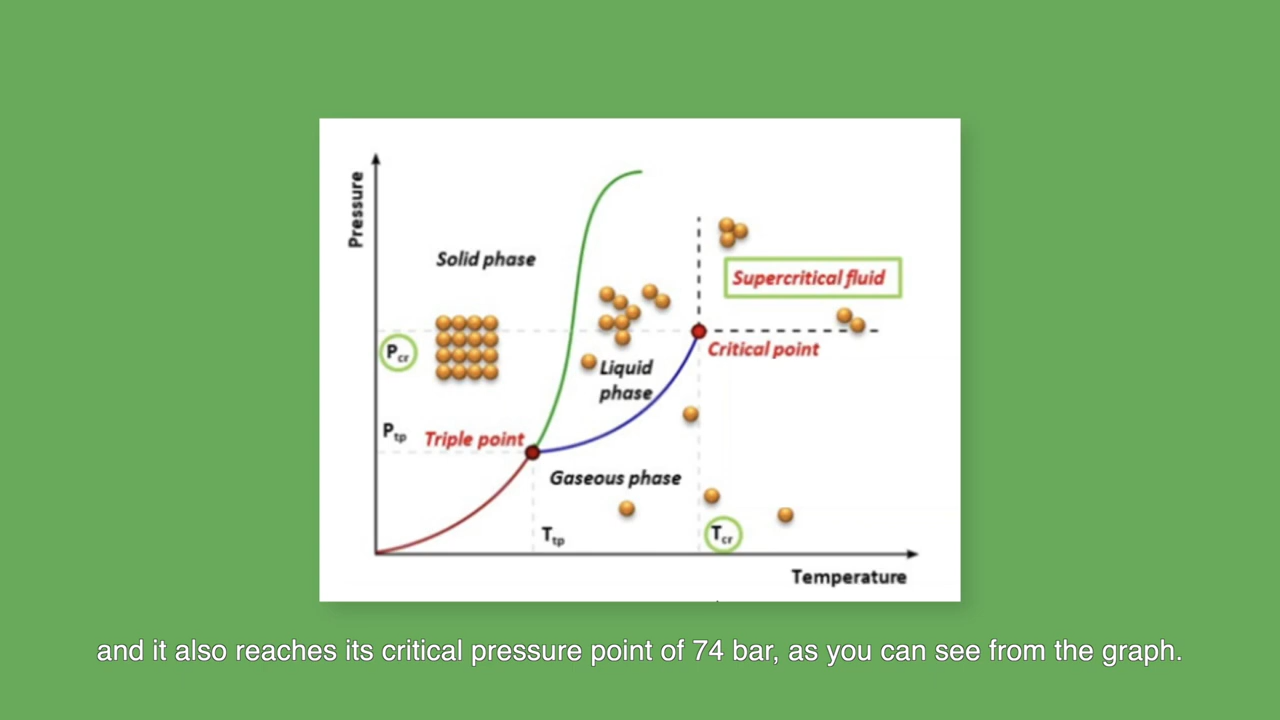 Pressure
Solid phase
Supercritical fluid
Pcr
Critical point
Liquid
phase
Ptp
Triple point
Gaseous phase
Ttp
Tcr
Temperature
and it also reaches its critical pressure point of 74 bar, as you can see from the graph.